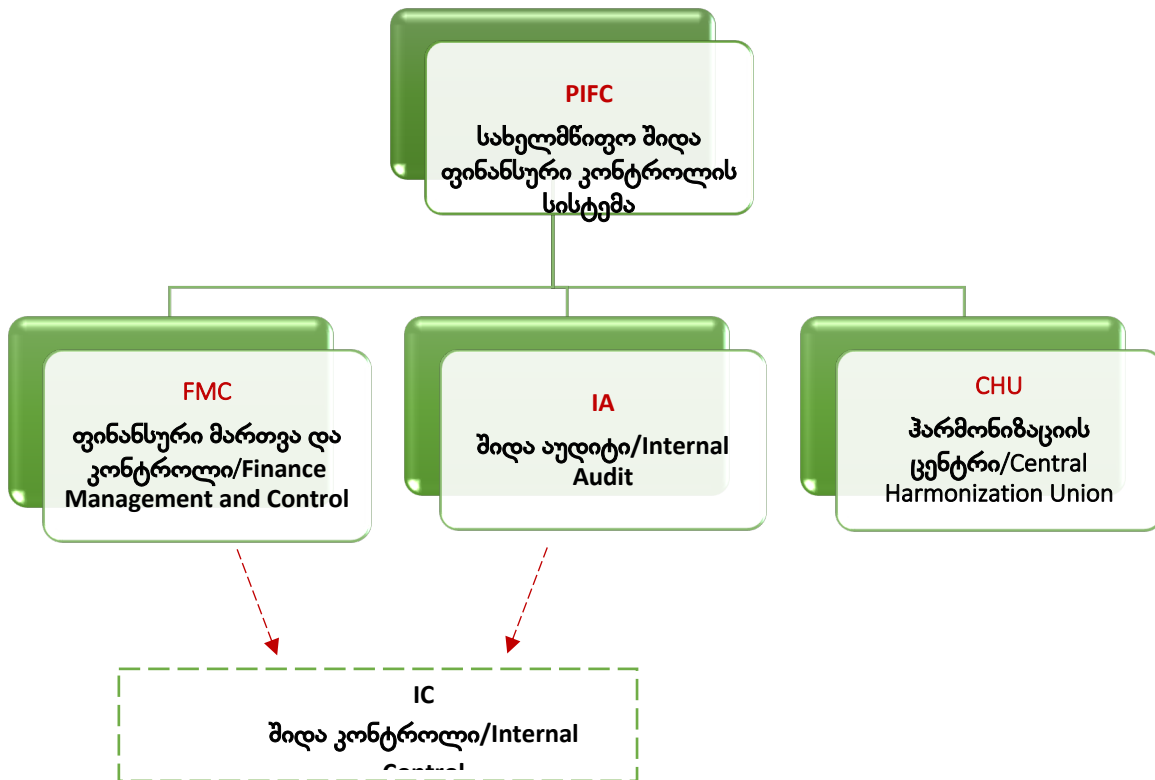 PIFC
სახელმწიფო შიდა
ფინანსური კონტროლის
სისტემა
FMC
ფინანსური მართვა და
კონტროლი/Finance
Management and Control
IA
შიდა აუდიტი/Internal
Audit
CHU
ჰარმონიზაციის
ცენტრი/Central
Harmonization Union
IC
შიდა კონტროლი/Internal
Control